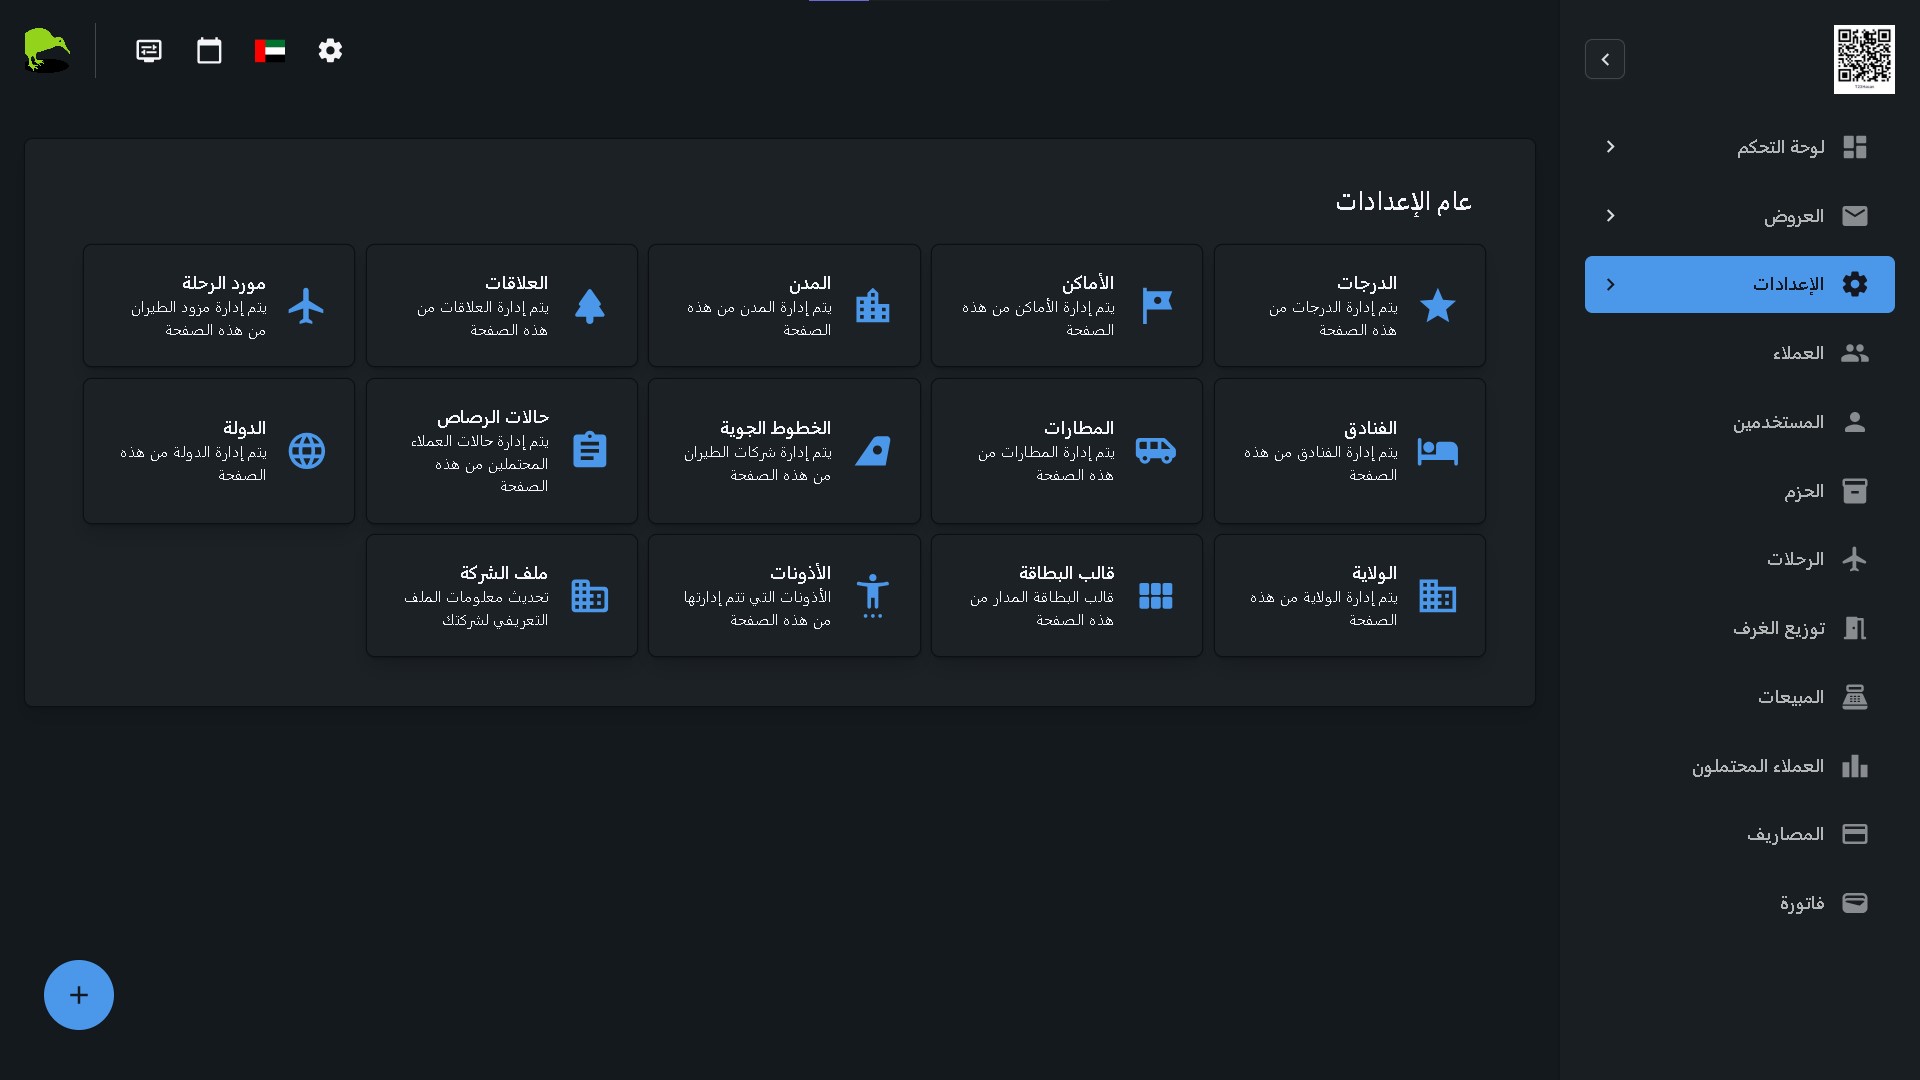 لوحة التحكم
العروض
الإعدادات
العملاء
المستخدمين
الحزم
الرحلات
توزيع الغرف
المبيعات
العملاء المحتملون
المصاريف
فاتورة
عام الإعدادات
الدرجات
يتم إدارة الدرجات من
هذه الصفحة
الأماكن
يتم إدارة الأماكن من هذه
الصفحة
المدن
يتم إدارة المدن من هذه
الصفحة
العلاقات
يتم إدارة العلاقات من
هذه الصفحة
مورد الرحلة
يتم إدارة مزود الطيران
من هذه الصفحة
الفنادق
يتم إدارة الفنادق من هذه
الصفحة
المطارات
يتم إدارة المطارات من
هذه الصفحة
الخطوط الجوية
يتم إدارة شركات الطيران
من هذه الصفحة
حالات الرصاص
يتم إدارة حالات العملاء
المحتملين من هذه
الصفحة
الدولة
يتم إدارة الدولة من هذه
الصفحة
الولاية
يتم إدارة الولاية من هذه
الصفحة
قالب البطاقة
قالب البطاقة المدار من
هذه الصفحة
الأذونات
الأذونات التي تتم إدارتها
من هذه الصفحة
ملف الشركة
تحديث معلومات الملف
التعريفي لشركتك